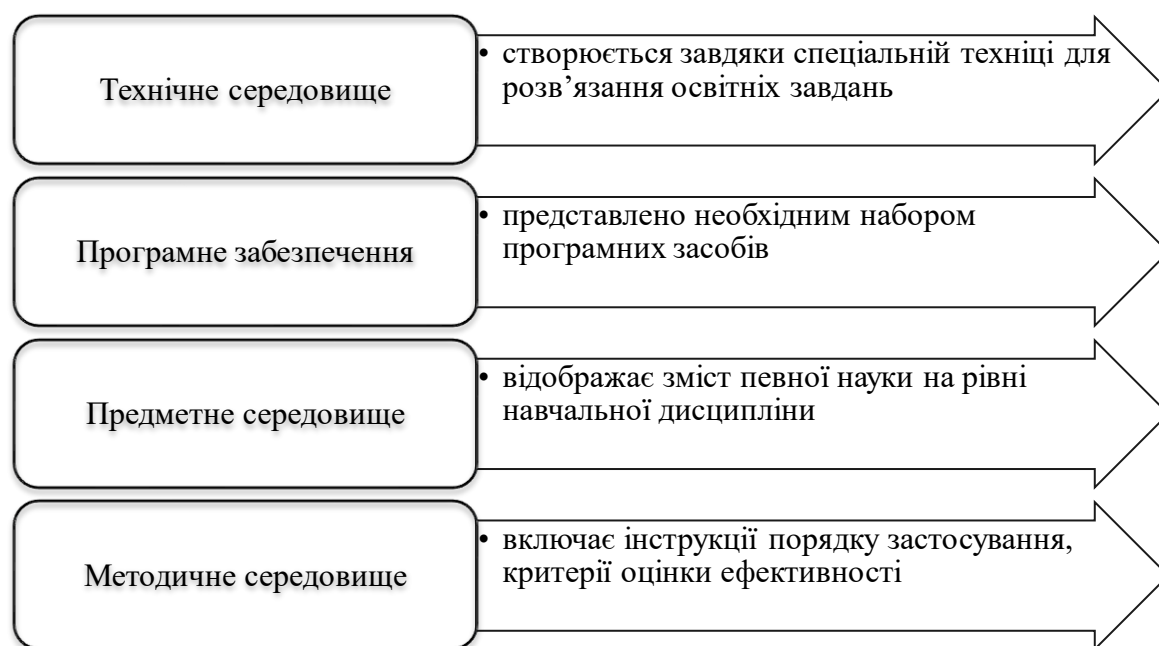 Технічне середовище
• створюється завдяки спеціальній техніці для
розв’язання освітніх завдань
Програмне забезпечення
• представлено необхідним набором
програмних засобів
Предметне середовище
• відображає зміст певної науки на рівні
навчальної дисципліни
Методичне середовище
• включає інструкції порядку застосування,
критерії оцінки ефективності